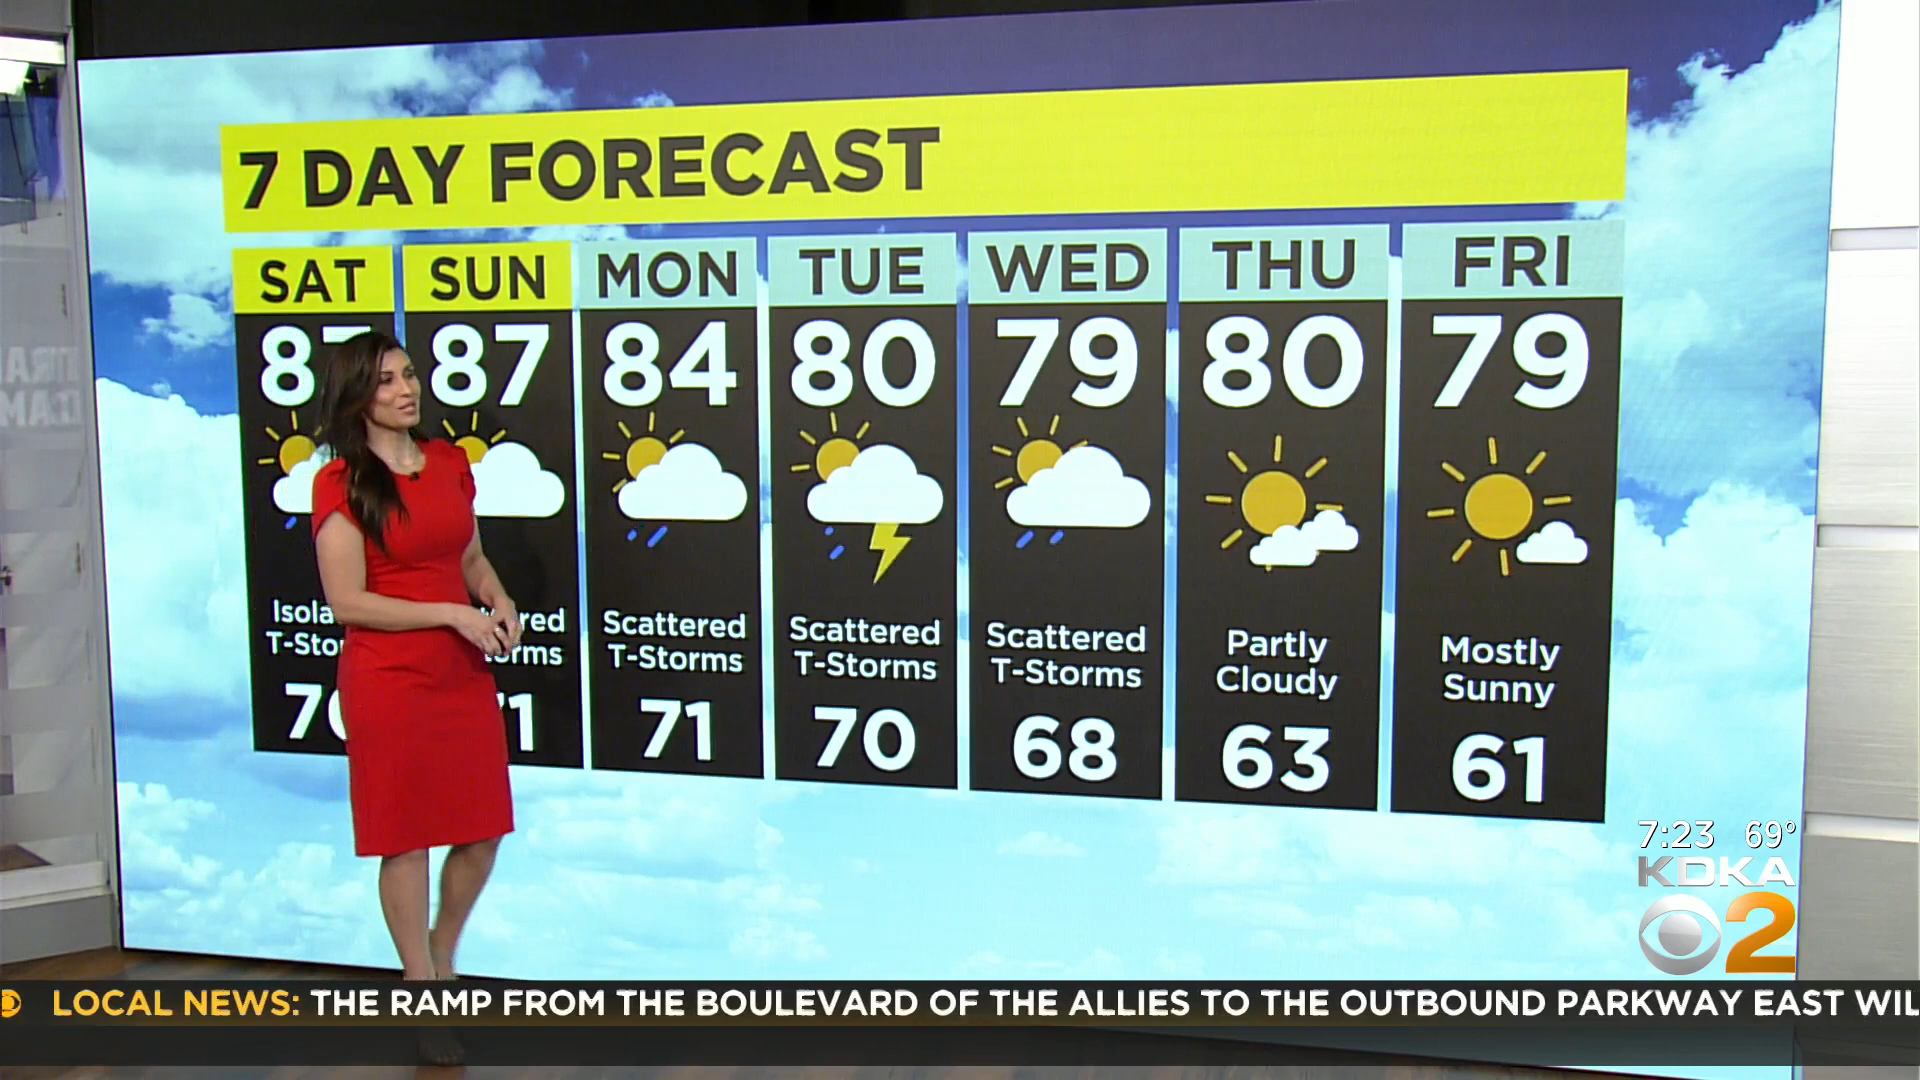 7 DAY FORECAST
SAT SUN MON TUE WED THU FRI
87 84 80 79 80 79
T-Storms
Scattered
T-Storms
Scattered
T-Storms
Scattered
T-Storms
Partly
Cloudy
Mostly
Sunny
71 70 68 63 61
7:23 69°
KDKA
2
LOCAL NEWS: THE RAMP FROM THE BOULEVARD OF THE ALLIES TO THE OUTBOUND PARKWAY EAST WIL